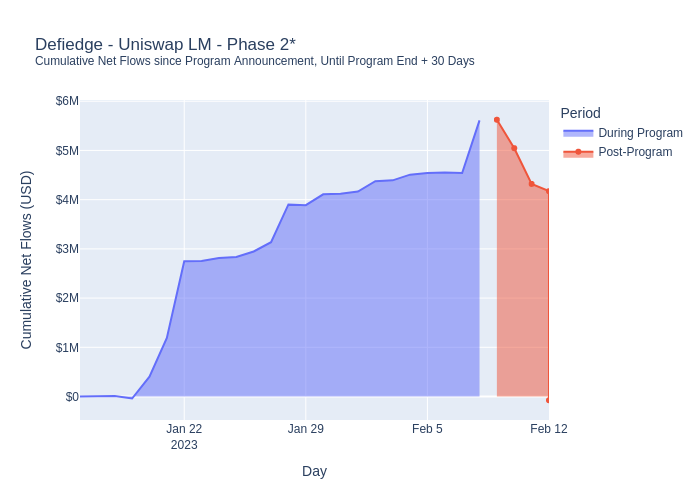 Defiedge - Uniswap LM - Phase 2*
Cumulative Net Flows since Program Announcement, Until Program End + 30 Days
Period
During Program
Post-Program
Cumulative Net Flows (USD)
$6M
$5M
$4M
$3M
$2M
$1M
$0
Jan 22
2023
Jan 29
Feb 5
Feb 12
Day